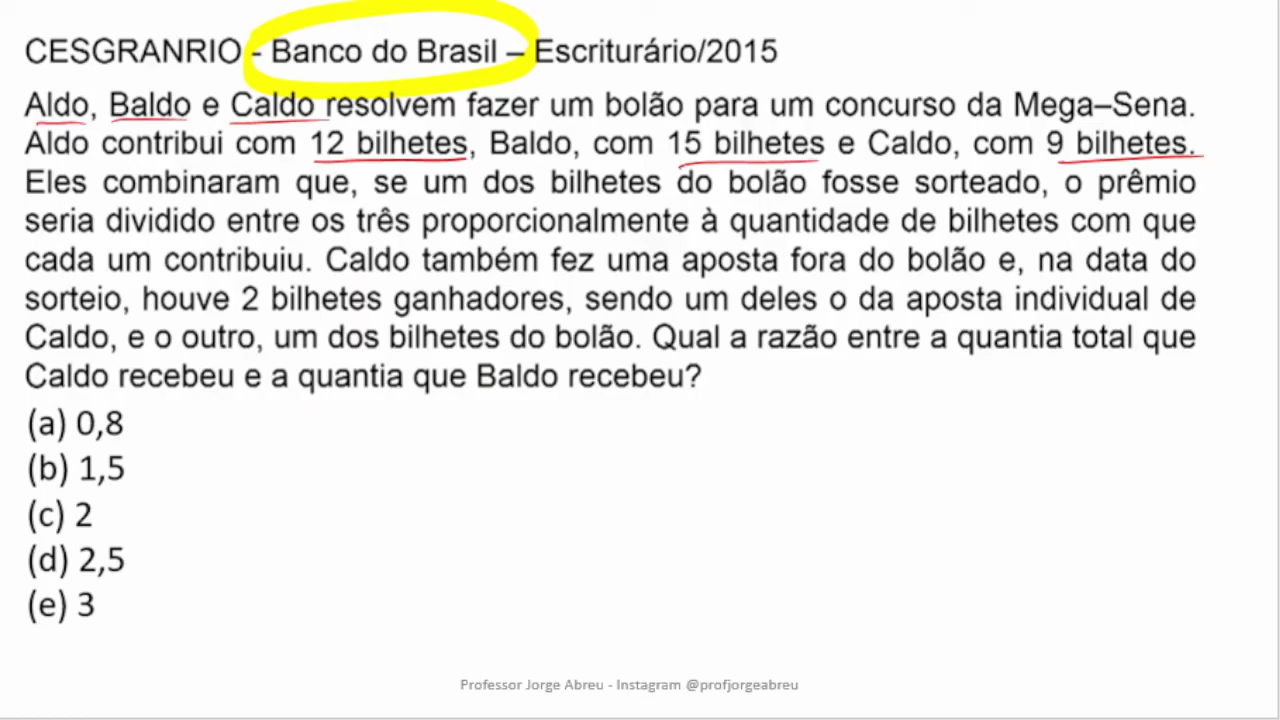 CESGRANRIO - Banco do Brasil – Escriturário/2015
Aldo, Baldo e Caldo resolvem fazer um bolão para um concurso da Mega–Sena.
Aldo contribui com 12 bilhetes, Baldo, com 15 bilhetes e Caldo, com 9 bilhetes.
Eles combinaram que, se um dos bilhetes do bolão fosse sorteado, o prêmio
seria dividido entre os três proporcionalmente à quantidade de bilhetes com que
cada um contribuiu. Caldo também fez uma aposta fora do bolão e, na data do
sorteio, houve 2 bilhetes ganhadores, sendo um deles o da aposta individual de
Caldo, e o outro, um dos bilhetes do bolão. Qual a razão entre a quantia total que
Caldo recebeu e a quantia que Baldo recebeu?
(a) 0,8
(b) 1,5
(c) 2
(d) 2,5
(e) 3
Professor Jorge Abreu - Instagram @profjorgeabreu